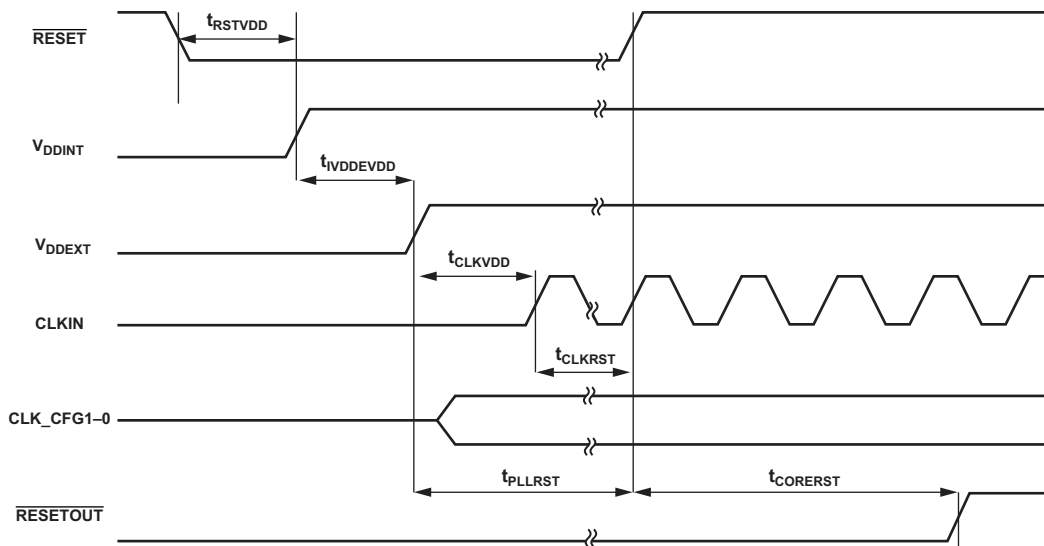 RESET
tRSTVDD
VDDINT
tIVDDEVDD
VDDEXT
tCLKVDD
CLKIN
tCLKRST
CLK_CFG1–0
tPLLRST
tCORERST
RESETOUT